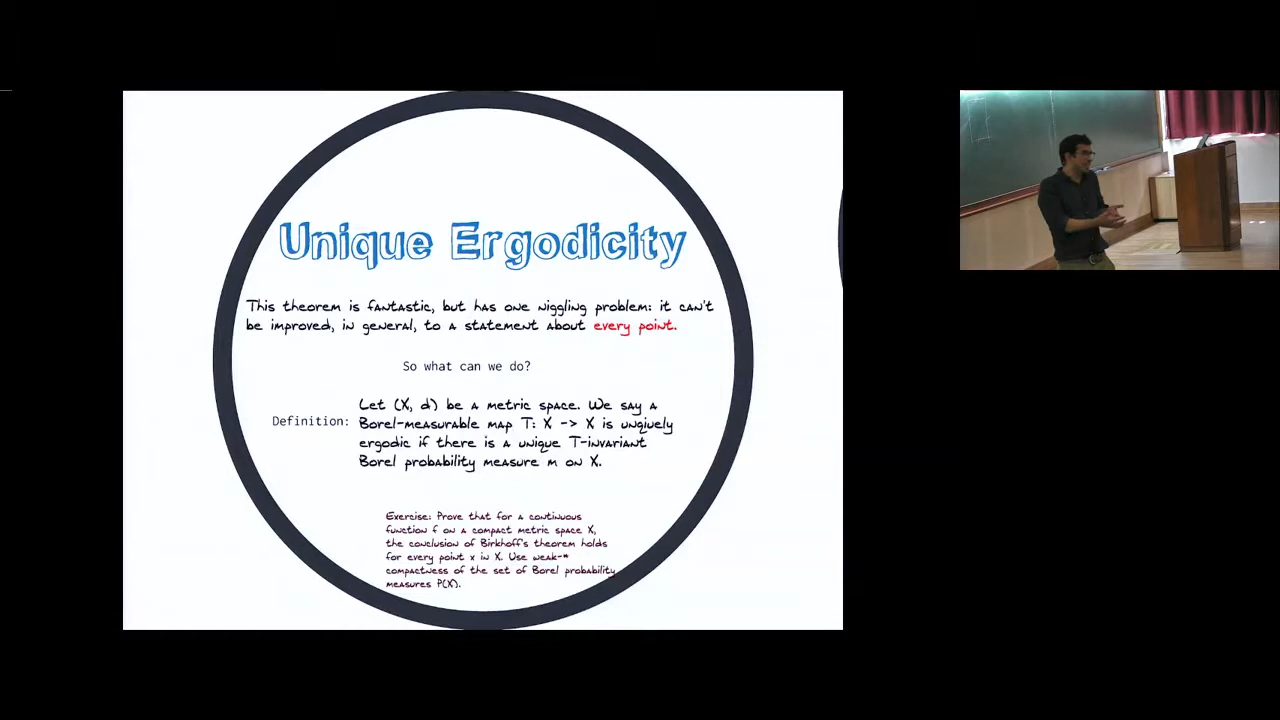 Unique Ergodicity
This theorem is fantastic, but has one niggling problem: it can't
be improved, in general, to a statement about every point.
So what can we do?
Definition:
Let (X, d) be a metric space. We say a
Borel-measurable map T: X -> X is unqiuely
ergodic if there is a unique T-invariant
Borel probability measure m on X.
Exercise: Prove that for a continuous
function f on a compact metric space X,
the conclusion of Birkhoff's theorem holds
for every point x in X. Use weak-*
compactness of the set of Borel probability
measures P(X).